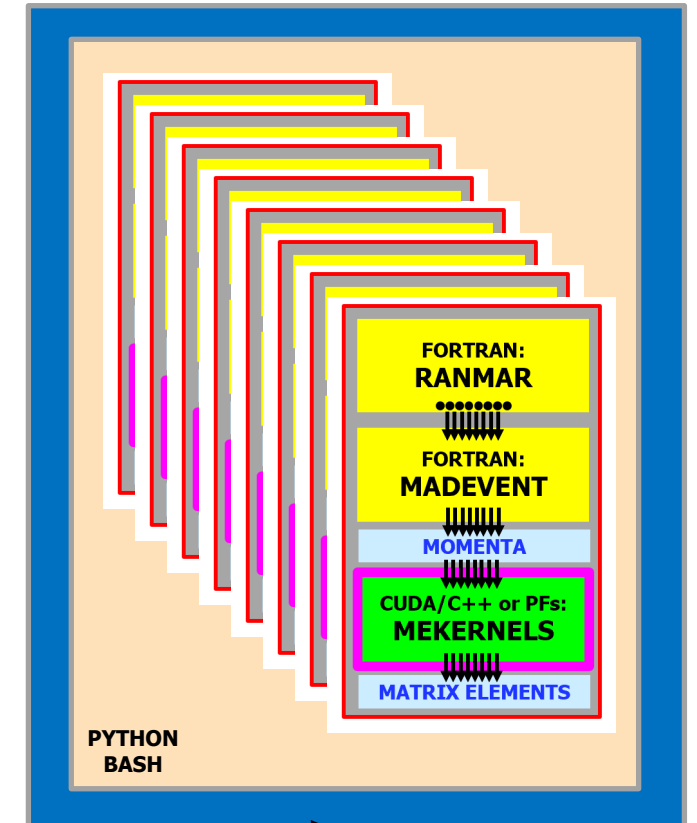 FORTRAN:
RANMAR
FORTRAN:
MADEVENT
MOMENTA
CUDA/C++ or PFs:
MEKERNELS
MATRIX ELEMENTS
PYTHON
BASH